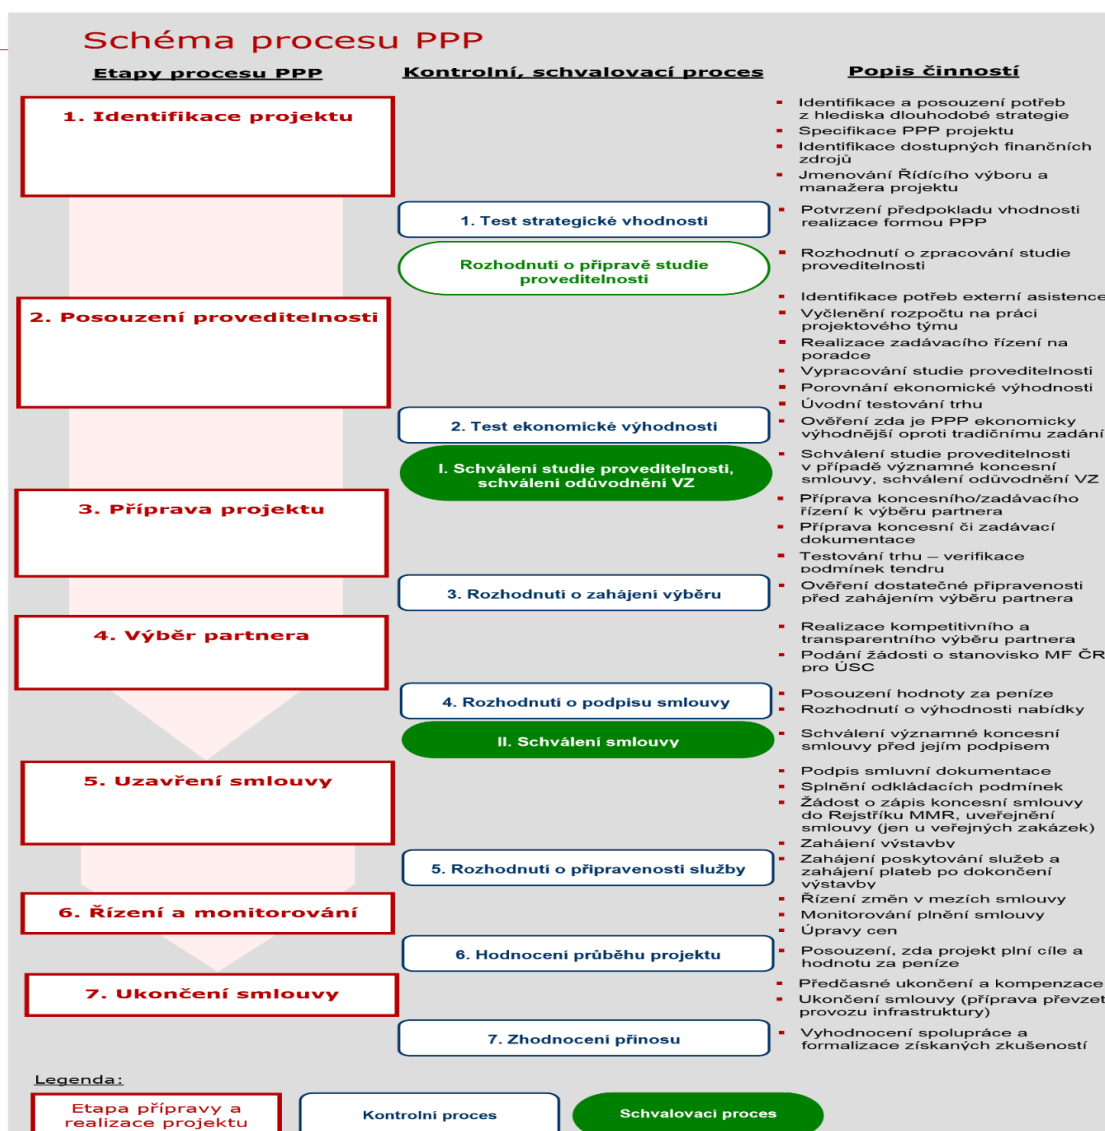 Schéma procesu PPP
Etapy procesu PPP
Kontrolní, schvalovací proces
Popis činností
1. Identifikace projektu
Identifikace a posouzení potřeb
z hlediska dlouhodobé strategie
Specifikace PPP projektu
Identifikace dostupných finančních
zdrojů
Jmenování Řídícího výboru a
manažera projektu
1. Test strategické vhodnosti
Potvrzení předpokladu vhodnosti
realizace formou PPP
Rozhodnutí o přípravě studie
proveditelnosti
Rozhodnutí o zpracování studie
proveditelnosti
2. Posouzení proveditelnosti
Identifikace potřeb externí asistence
Vyčlenění rozpočtu na práci
projektového týmu
Realizace zadávacího řízení na
poradce
Vypracování studie proveditelnosti
Porovnání ekonomické výhodnosti
Úvodní testování trhu
2. Test ekonomické výhodnosti
Ověření zda je PPP ekonomicky
výhodnější oproti tradičnímu zadání
I. Schválení studie proveditelnosti,
schválení odůvodnění VZ
Schválení studie proveditelnosti
v případě významné koncesní
smlouvy, schválení odůvodnění VZ
3. Příprava projektu
Příprava koncesního/zadávacího
řízení k výběru partnera
Příprava koncesní či zadávací
dokumentace
Testování trhu – verifikace
podmínek tendru
3. Rozhodnutí o zahájení výběru
Ověření dostatečné připravenosti
před zahájením výběru partnera
4. Výběr partnera
Realizace kompetitivního a
transparentního výběru partnera
Podání žádosti o stanovisko MF ČR
pro ÚSC
4. Rozhodnutí o podpisu smlouvy
Posouzení hodnoty za peníze
Rozhodnutí o výhodnosti nabídky
II. Schválení smlouvy
Schválení významné koncesní
smlouvy před jejím podpisem
5. Uzavření smlouvy
Podpis smluvní dokumentace
Splnění odkládacích podmínek
Žádost o zápis koncesní smlouvy
do Rejstříku MMR, uveřejnění
smlouvy (jen u veřejných zakázek)
Zahájení výstavby
5. Rozhodnutí o připravenosti služby
Zahájení poskytování služeb a
zahájení plateb po dokončení
výstavby
6. Řízení a monitorování
Řízení změn v mezích smlouvy
Monitorování plnění smlouvy
Úpravy cen
6. Hodnocení průběhu projektu
Posouzení, zda projekt plní cíle a
hodnotu za peníze
7. Ukončení smlouvy
Předčasné ukončení a kompenzace
Ukončení smlouvy (příprava převzet
provozu infrastruktury)
7. Zhodnocení přínosu
Vyhodnocení spolupráce a
formalizace získaných zkušeností
Legenda:
Etapa přípravy a
realizace projektu
Kontrolní proces
Schvalovací proces